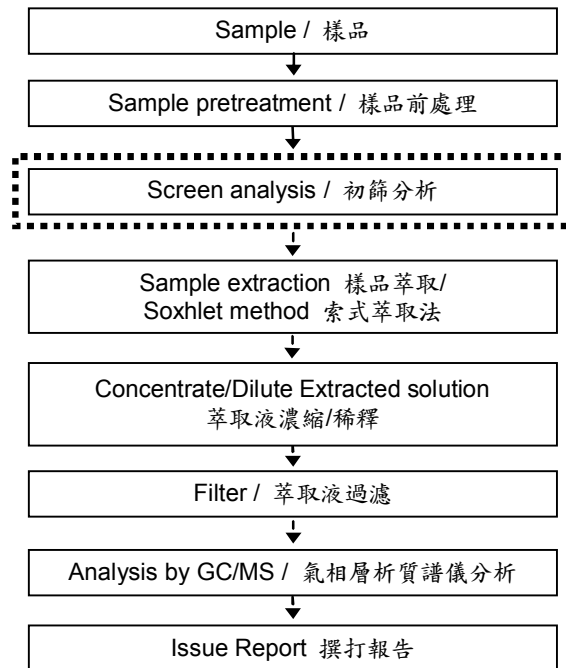 Sample / 樣品
Sample pretreatment / 樣品前處理
Screen analysis / 初篩分析
Sample extraction 樣品萃取/
Soxhlet method 索式萃取法
Concentrate/Dilute Extracted solution
萃取液濃縮/稀釋
Filter / 萃取液過濾
Analysis by GC/MS / 氣相層析質譜儀分析
Issue Report 撰打報告